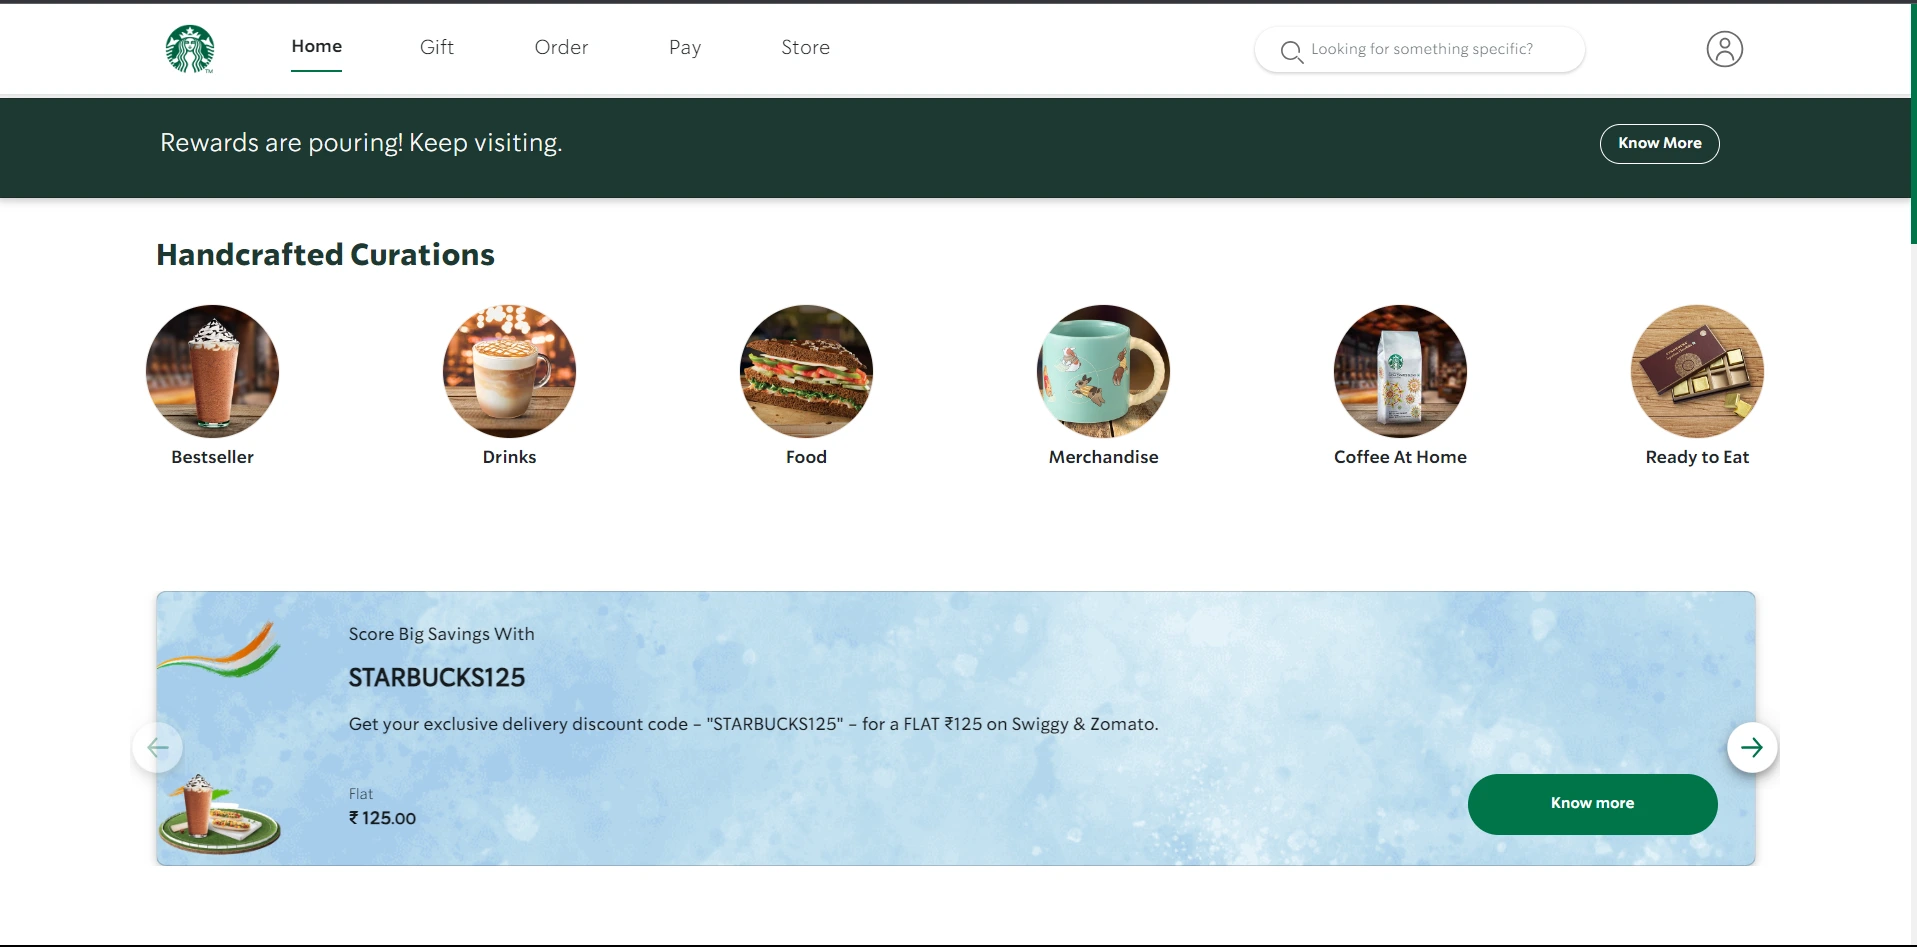 Home
Gift
Order
Pay
Store
Looking for something specific?
Rewards are pouring! Keep visiting.
Know More
Handcrafted Curations
Bestseller
Drinks
Food
Merchandise
Coffee At Home
Ready to Eat
Score Big Savings With
STARBUCKS125
Get your exclusive delivery discount code – "STARBUCKS125" – for a FLAT ₹125 on Swiggy & Zomato.
Flat
₹ 125.00
Know more